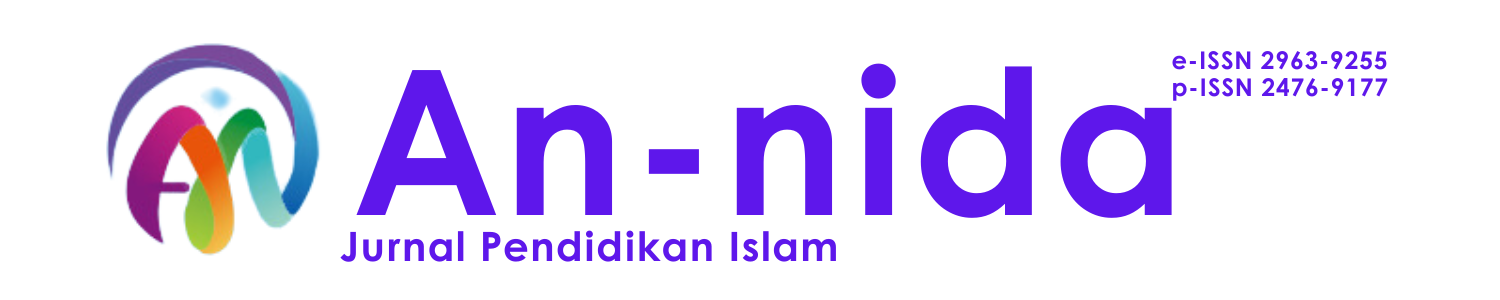 An-nida
e-ISSN 2963-9255
p-ISSN 2476-9177
Jurnal Pendidikan Islam